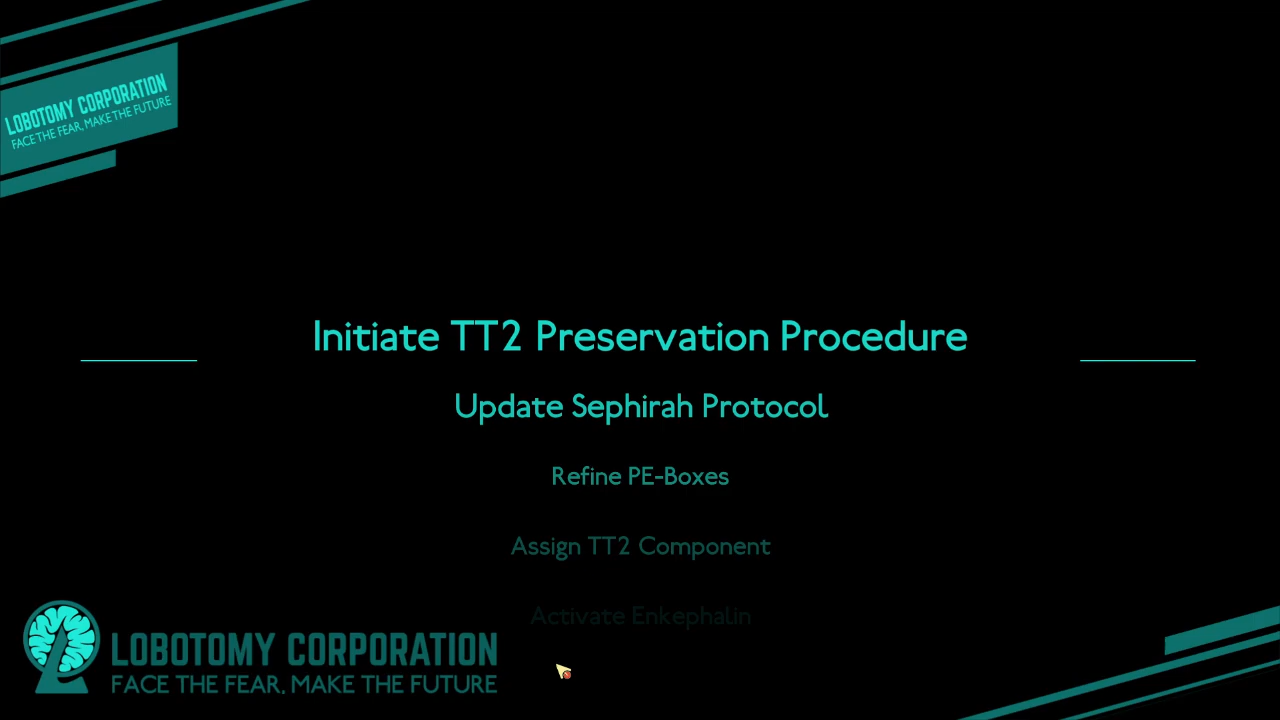 LOBOTOMY CORPORATION
FACE THE FEAR, MAKE THE FUTURE
Initiate TT2 Preservation Procedure
Update Sephirah Protocol
Refine PE-Boxes
Assign TT2 Component
Activate Enkephalin
LOBOTOMY CORPORATION
FACE THE FEAR, MAKE THE FUTURE